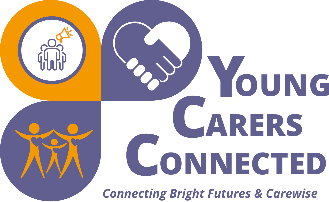 YOUNG
CARERS
CONNECTED
Connecting Bright Futures & Carewise